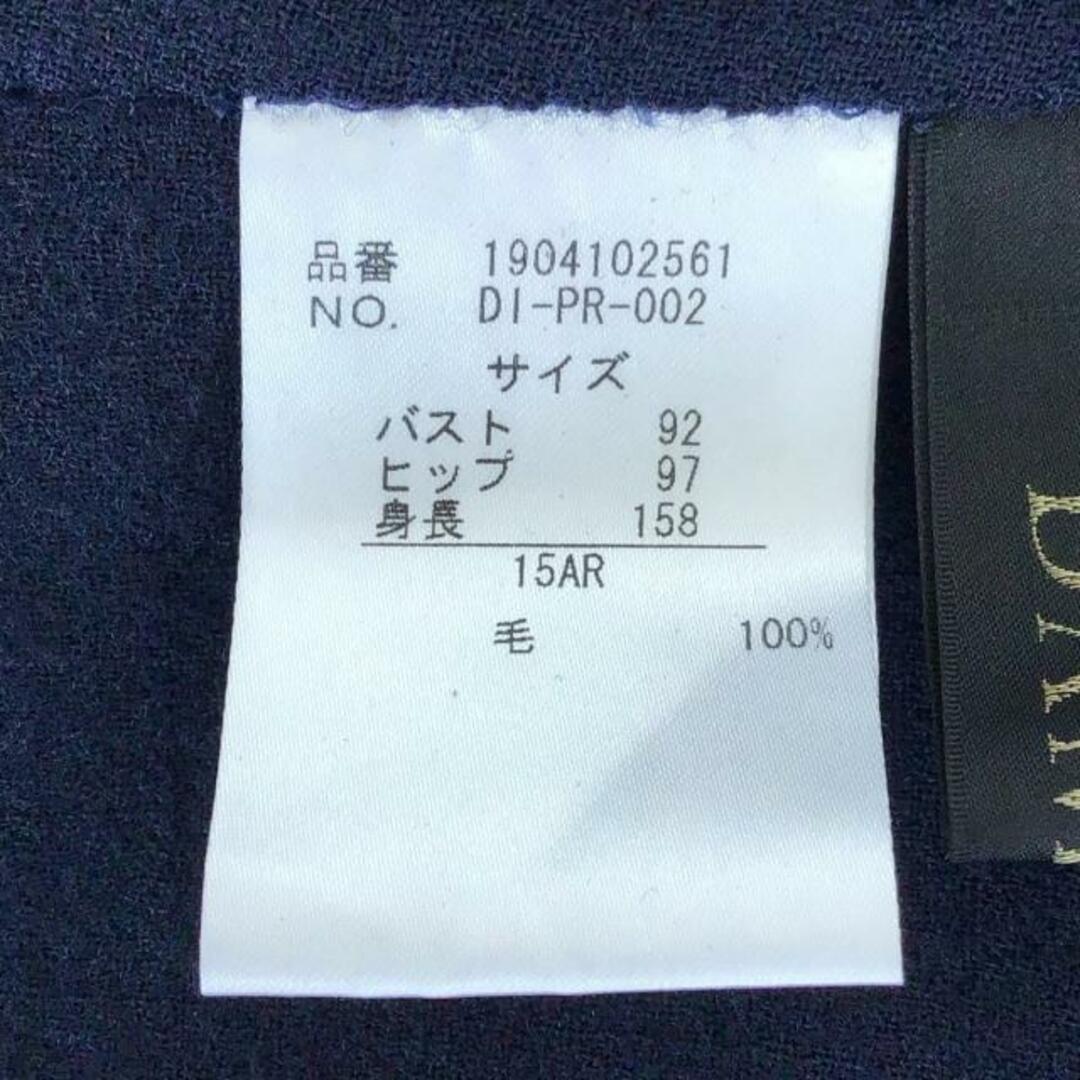 品番 1904102561
NO. DI-PR-002
サイズ
バスト 92
ヒップ 97
身長 158
15AR
毛 100%